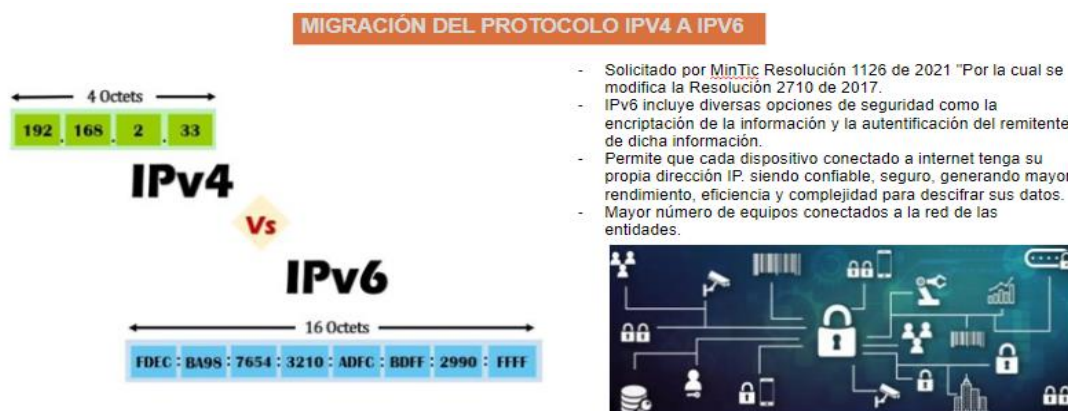 MIGRACIÓN DEL PROTOCOLO IPV4 A IPV6
4 Octets
192 . 168 . 2 . 33
IPv4
Vs
IPv6
16 Octets
FDEC : BA98 : 7654 : 3210 : ADFC : BDFF : 2990 : FFFF
- Solicitado por MinTic Resolución 1126 de 2021 "Por la cual se
modifica la Resolución 2710 de 2017.
- IPv6 incluye diversas opciones de seguridad como la
encriptación de la información y la autentificación del remitente
de dicha información.
- Permite que cada dispositivo conectado a internet tenga su
propia dirección IP. siendo confiable, seguro, generando mayor
rendimiento, eficiencia y complejidad para descifrar sus datos.
- Mayor número de equipos conectados a la red de las
entidades.